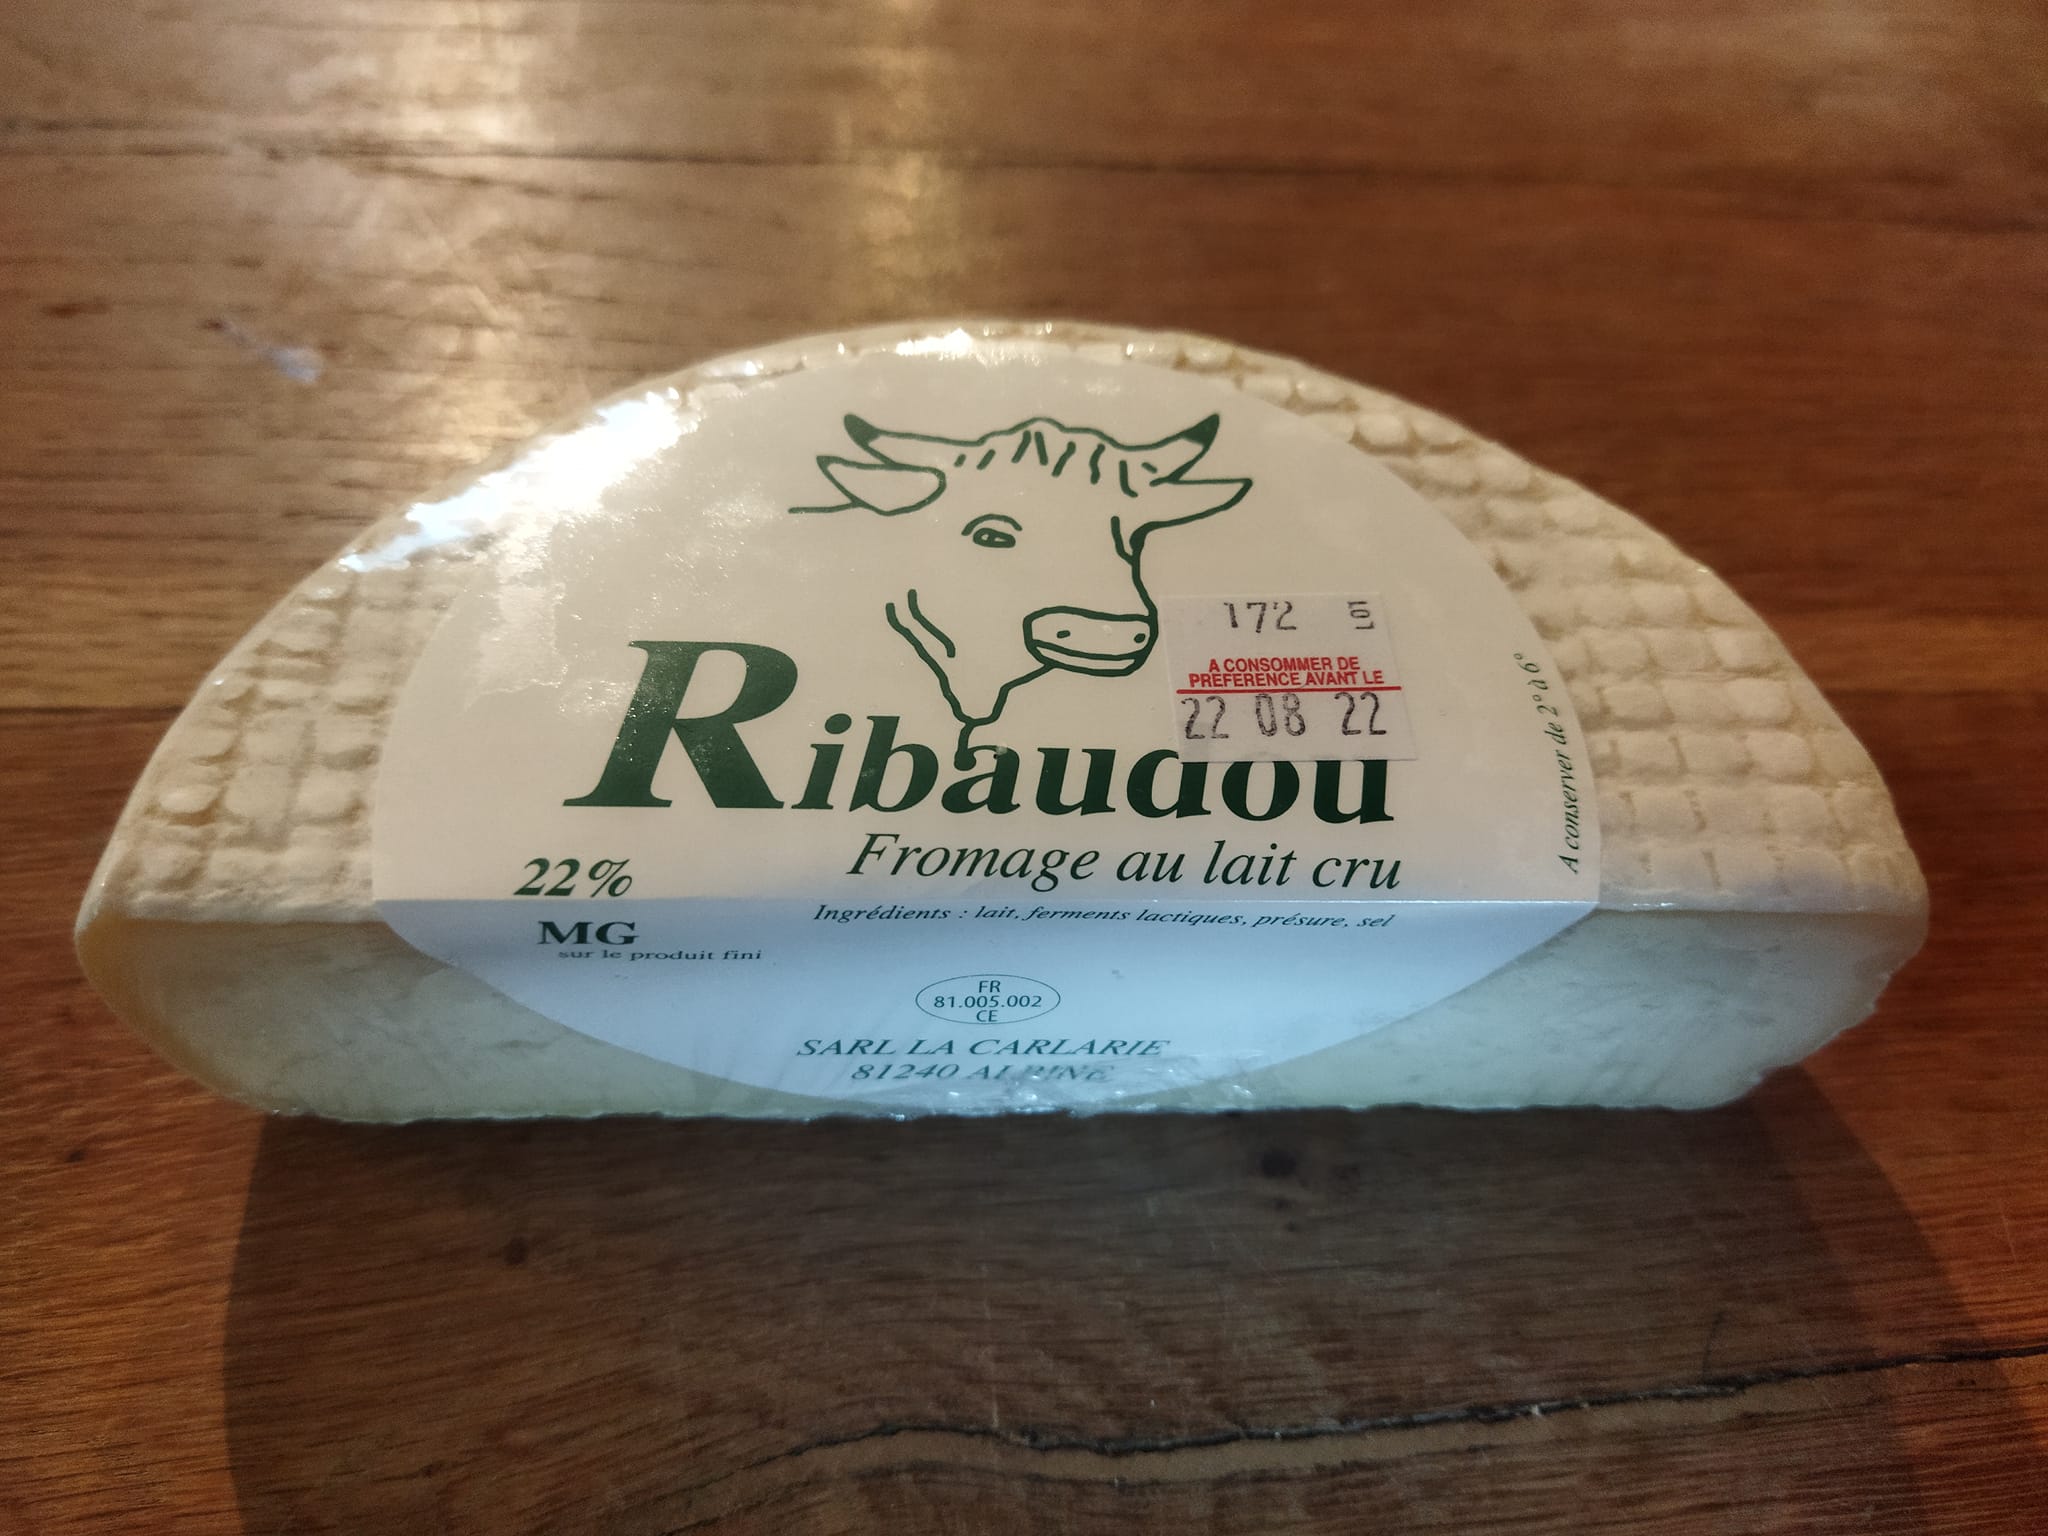 172 5
A CONSOMMER DE
PREFERENCE AVANT LE
22 08 22
Ribaudou
Fromage au lait cru
A conserver de 2° à 6°
22%
MG
sur le produit fini
Ingrédients : lait, ferments lactiques, présure, sel
FR
81.005.002
CE
SARL LA CARLARIE
81240